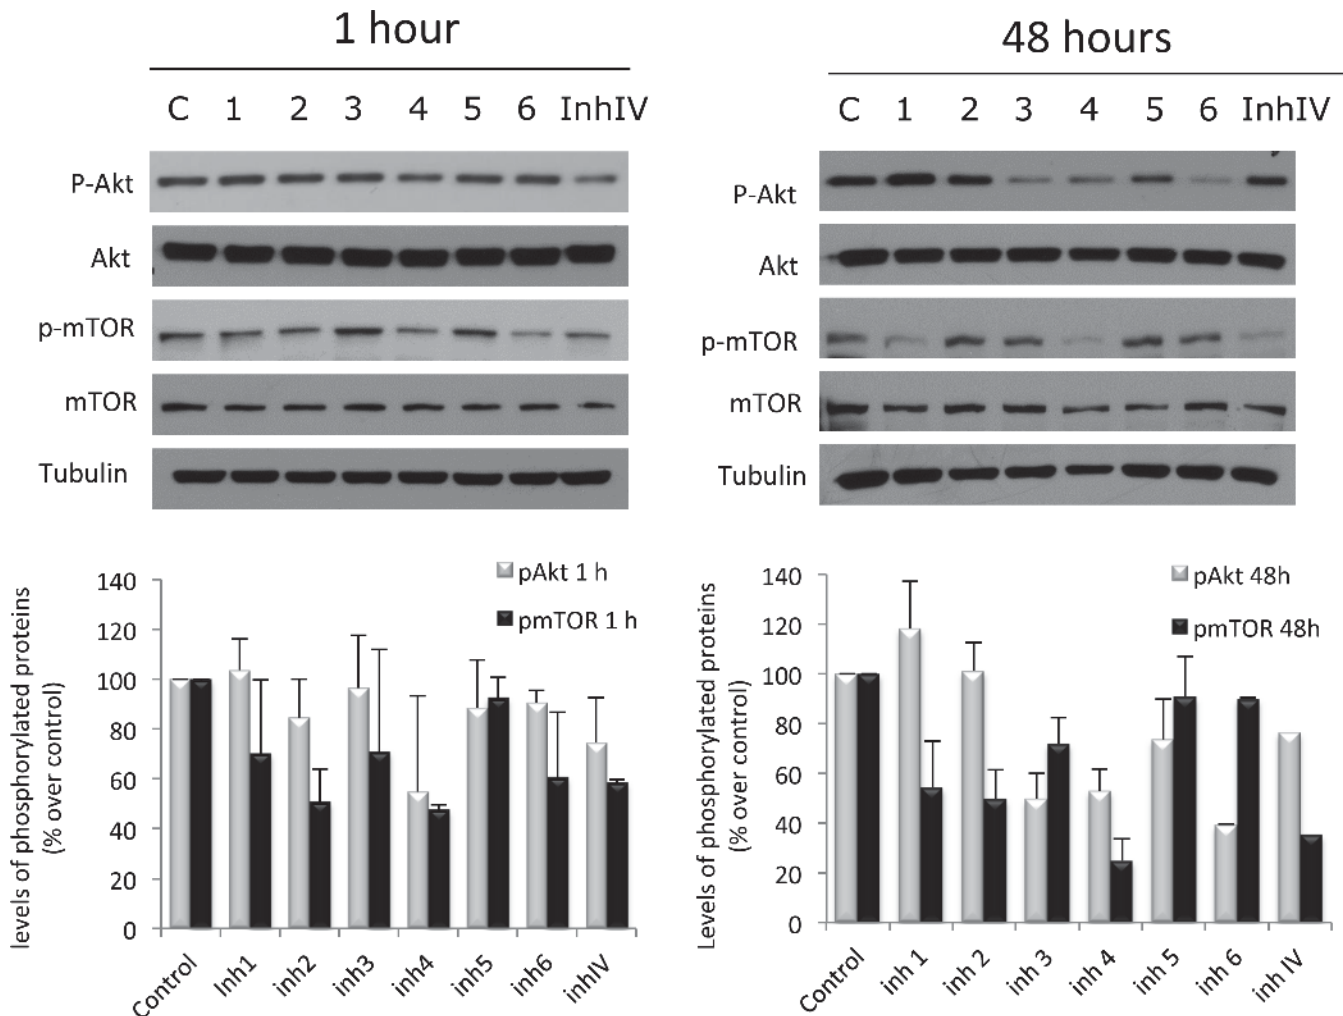 1 hour
C 1 2 3 4 5 6 InhIV
P-Akt
Akt
p-mTOR
mTOR
Tubulin
48 hours
C 1 2 3 4 5 6 InhIV
P-Akt
Akt
p-mTOR
mTOR
Tubulin
levels of phosphorylated proteins
(% over control)
140
120
100
80
60
40
20
0
pAkt 1 h
pmTOR 1 h
Control Inh1 inh2 inh3 inh4 inh5 inh6 inhIV
Levels of phosphorylated proteins
(% over control)
140
120
100
80
60
40
20
0
pAkt 48h
pmTOR 48h
Control inh 1 inh 2 inh 3 inh 4 inh 5 inh 6 inh IV